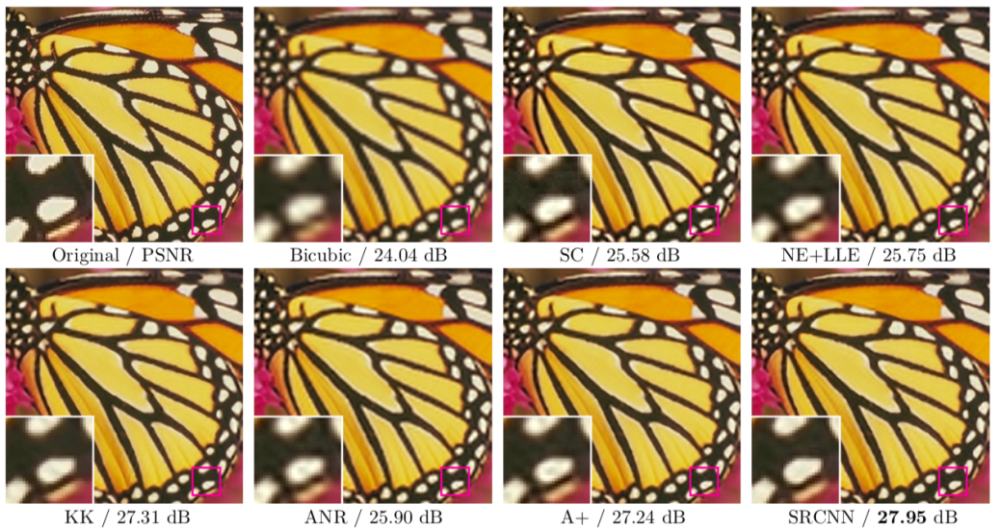 Original / PSNR
Bicubic / 24.04 dB
SC / 25.58 dB
NE+LLE / 25.75 dB
KK / 27.31 dB
ANR / 25.90 dB
A+ / 27.24 dB
SRCNN / 27.95 dB